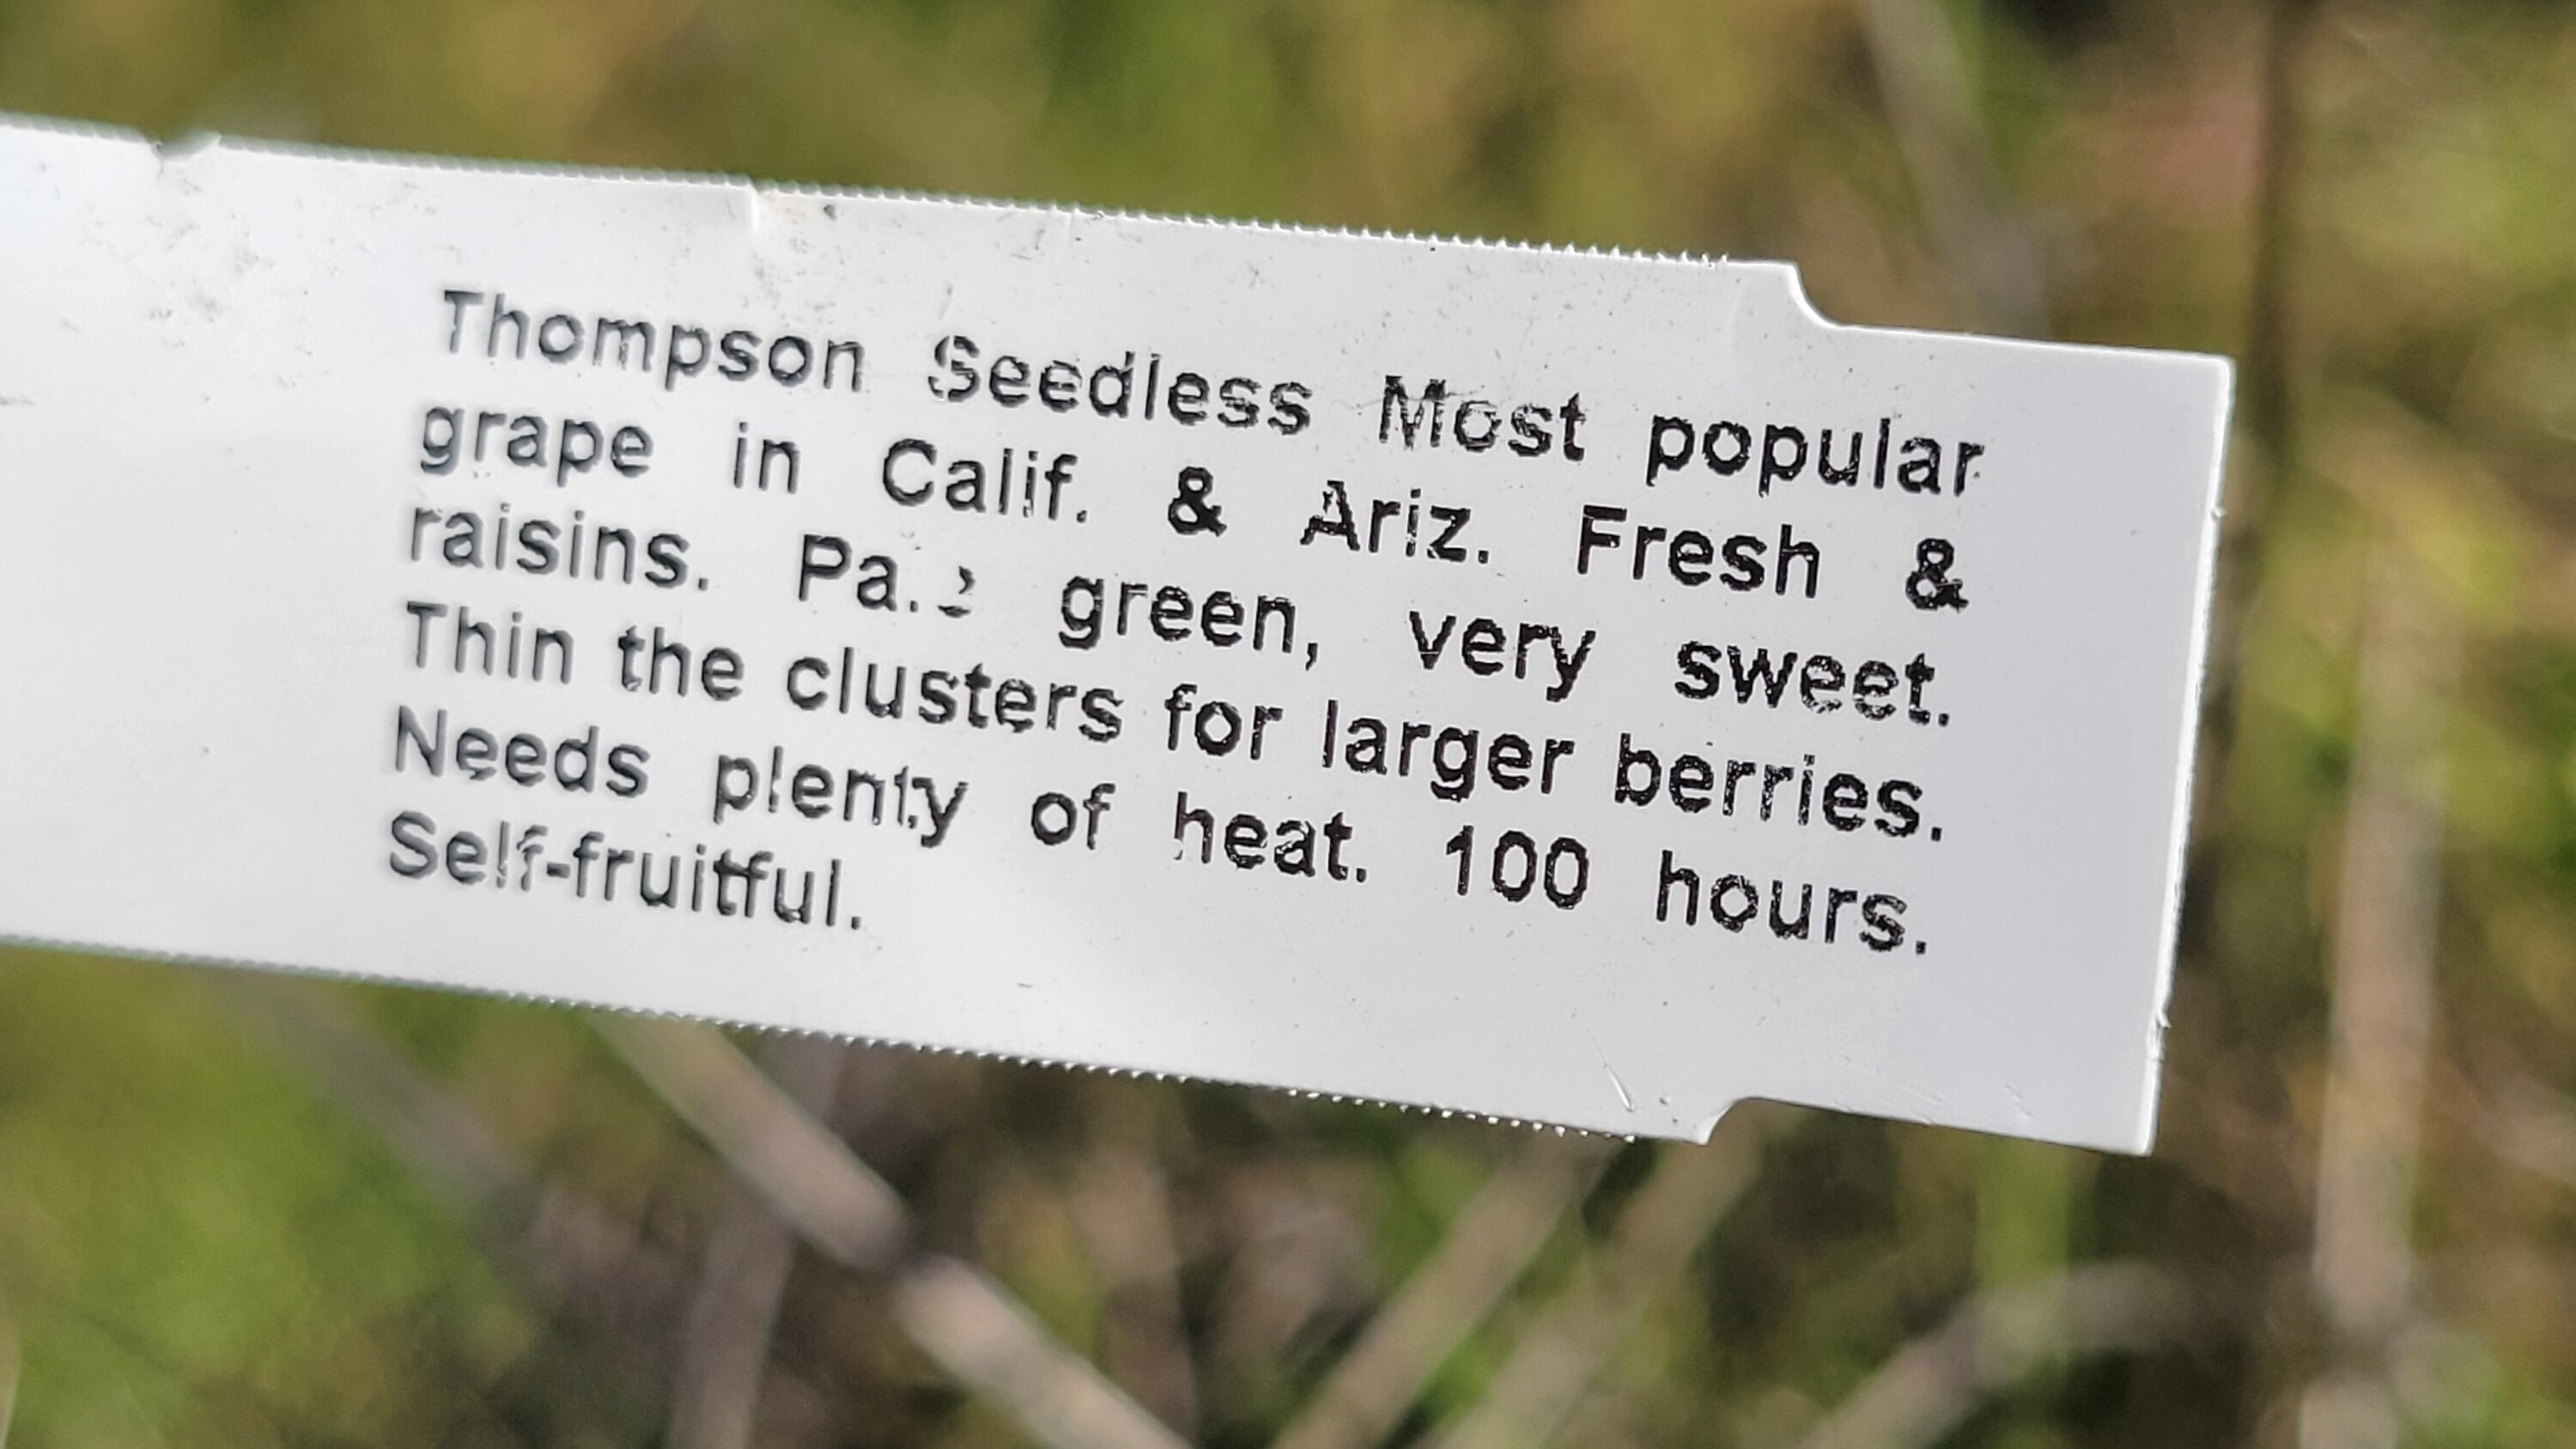 Thompson Seedless Most popular
grape in Calif. & Ariz. Fresh &
raisins. green, very sweet.
Thin the clusters for larger berries.
Needs plenty of heat. 100 hours.
Self-fruitful.